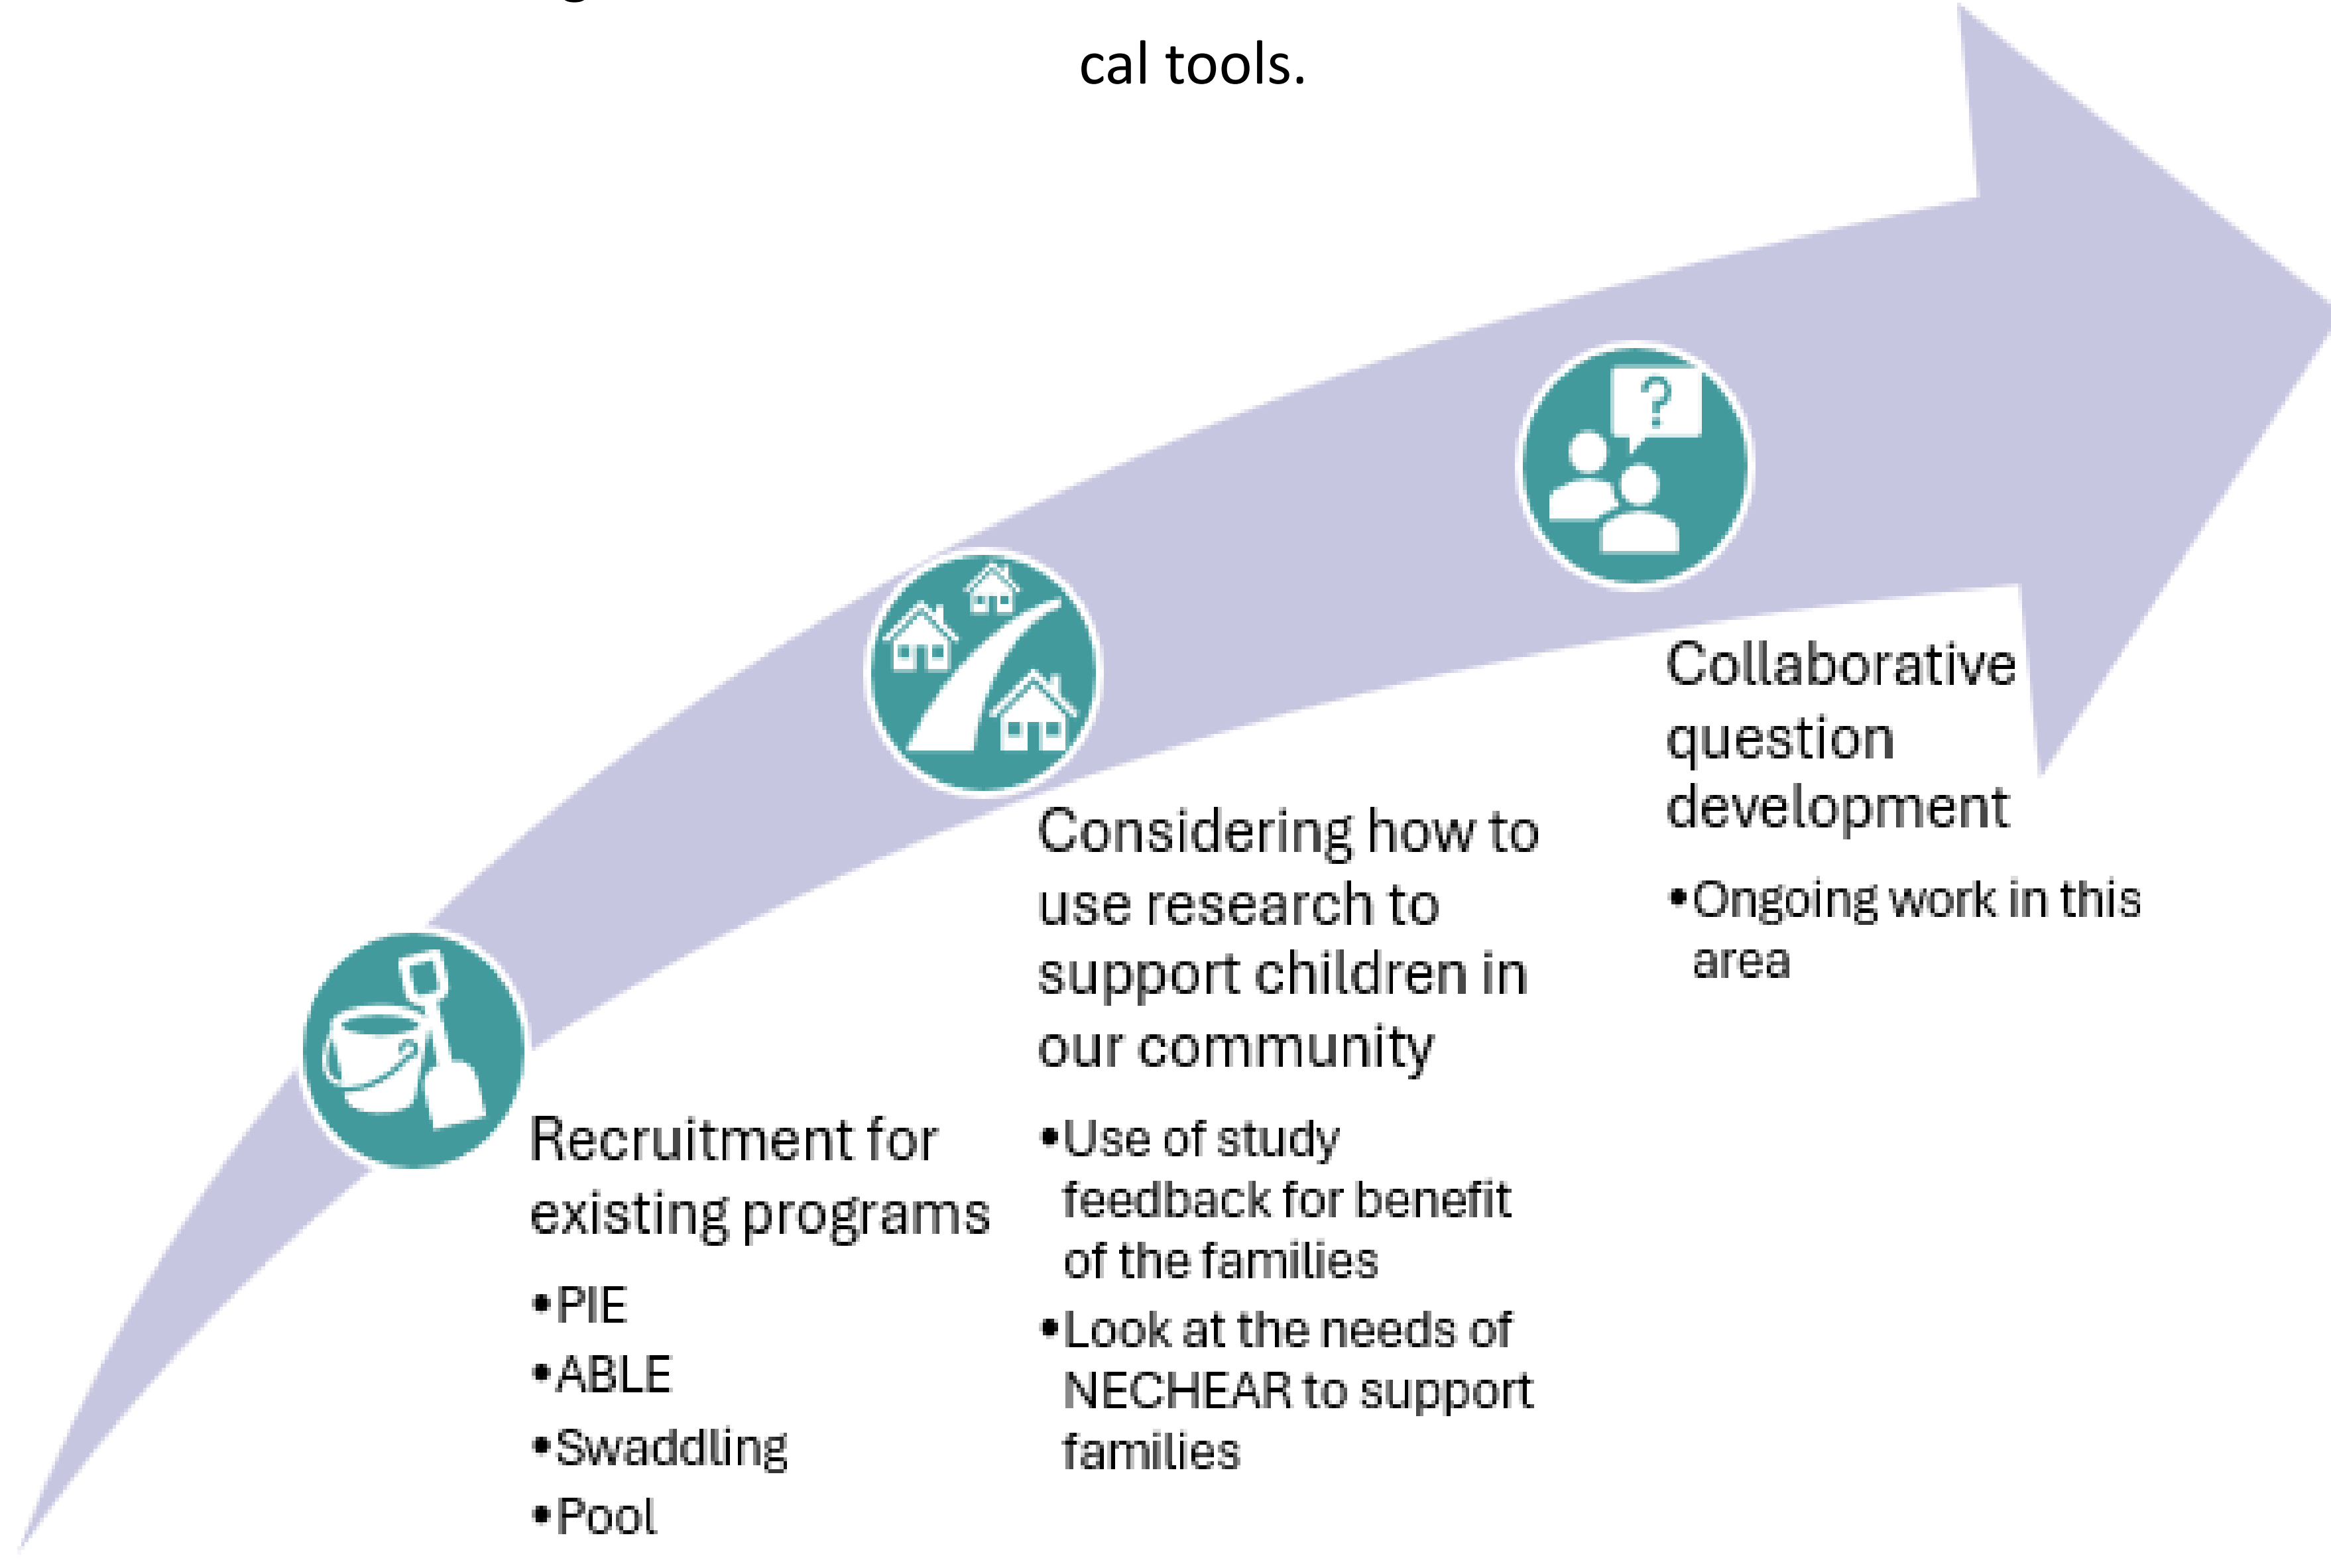 cal tools.
Recruitment for
existing programs
•PIE
•ABLE
•Swaddling
•Pool
Considering how to
use research to
support children in
our community
•Use of study
feedback for benefit
of the families
•Look at the needs of
NECHEAR to support
families
Collaborative
question
development
•Ongoing work in this
area
?